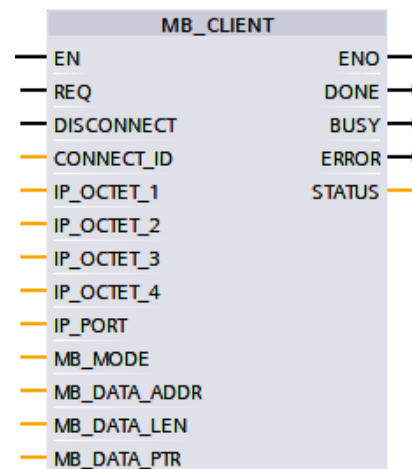 MB_CLIENT
EN ENO
REQ DONE
DISCONNECT BUSY
CONNECT_ID ERROR
IP_OCTET_1 STATUS
IP_OCTET_2
IP_OCTET_3
IP_OCTET_4
IP_PORT
MB_MODE
MB_DATA_ADDR
MB_DATA_LEN
MB_DATA_PTR